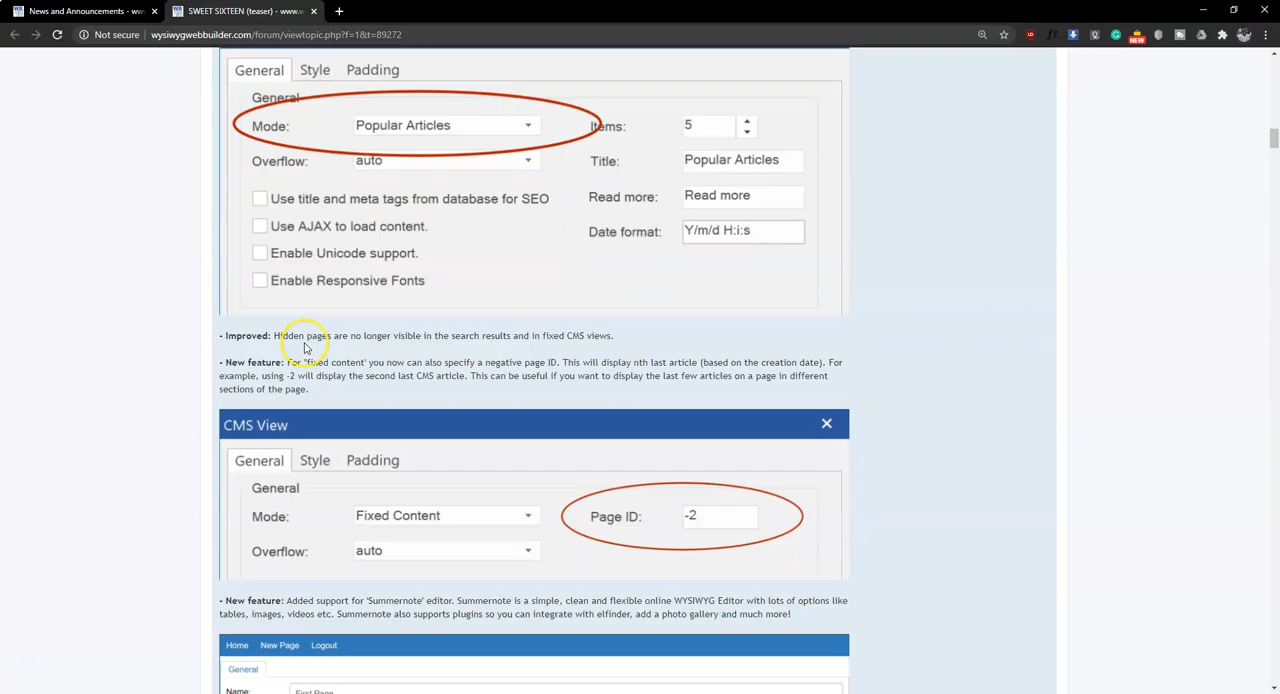 News and Announcements - www
SWEET SIXTEEN (teaser) - www.w
Not secure
wysiwygwebbuilder.com/forum/viewtopic.php?f=1&t=89272
NEW
General
Style
Padding
General
Mode:
Popular Articles
Items:
5
Overflow:
auto
Title:
Popular Articles
Use title and meta tags from database for SEO
Read more:
Read more
Use AJAX to load content.
Date format:
Y/m/d H:i:s
Enable Unicode support.
Enable Responsive Fonts
- Improved: Hidden pages are no longer visible in the search results and in fixed CMS views.
- New feature: For "fixed content' you now can also specify a negative page ID. This will display nth last article (based on the creation date). For
example, using -2 will display the second last CMS article. This can be useful if you want to display the last few articles on a page in different
sections of the page.
CMS View
General
Style
Padding
General
Mode:
Fixed Content
Page ID:
-2
Overflow:
auto
- New feature: Added support for 'Summernote' editor. Summernote is a simple, clean and flexible online WYSIWYG Editor with lots of options like
tables, images, videos etc. Summernote also supports plugins so you can integrate with elfinder, add a photo gallery and much more!
Home
New Page
Logout
General
Name:
First Page